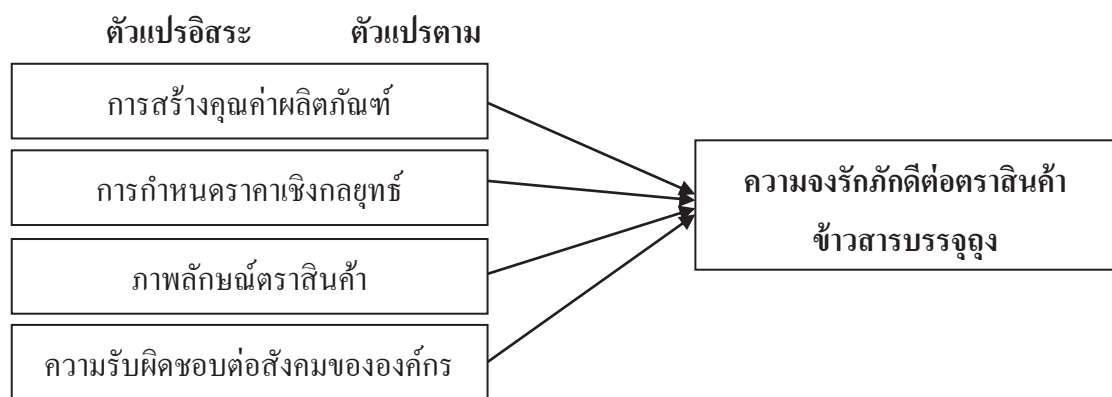 ตัวแปรอิสระ ตัวแปรตาม
การสร้างคุณค่าผลิตภัณฑ์
การกำหนดราคาเชิงกลยุทธ์
ภาพลักษณ์ตราสินค้า
ความรับผิดชอบต่อสังคมขององค์กร
ความจงรักภักดีต่อตราสินค้า
ข้าวสารบรรจุถุง